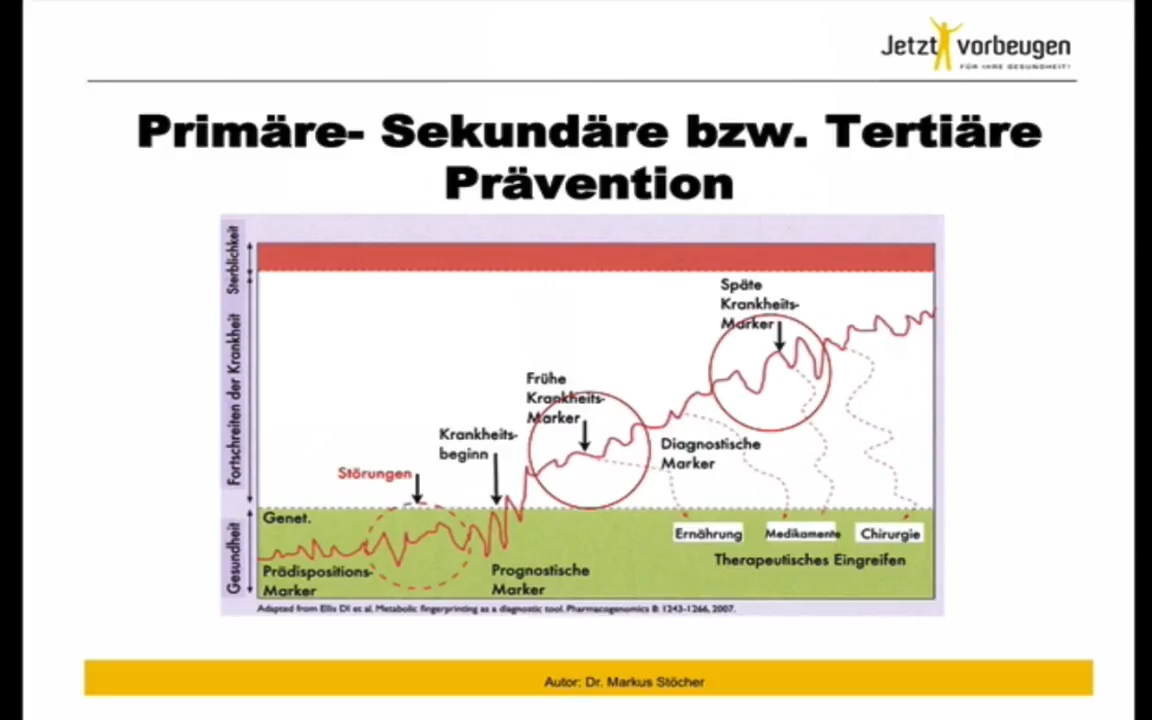 Jetzt vorbeugen
FÜR IHRE GESUNDHEIT!
Primäre- Sekundäre bzw. Tertiäre
Prävention
Sterblichkeit
Fortschreiten der Krankheit
Gesundheit
Späte
Krankheits-
Marker
Frühe
Krankheits-
Marker
Krankheits-
beginn
Diagnostische
Marker
Störungen
Genet.
Prädispositions-
Marker
Prognostische
Marker
Ernährung
Medikamente
Chirurgie
Therapeutisches Eingreifen
Adapted from Ellis DI et al. Metabolic fingerprinting as a diagnostic tool. Pharmacogenomics 8: 1243-1266, 2007.
Autor: Dr. Markus Stöcher